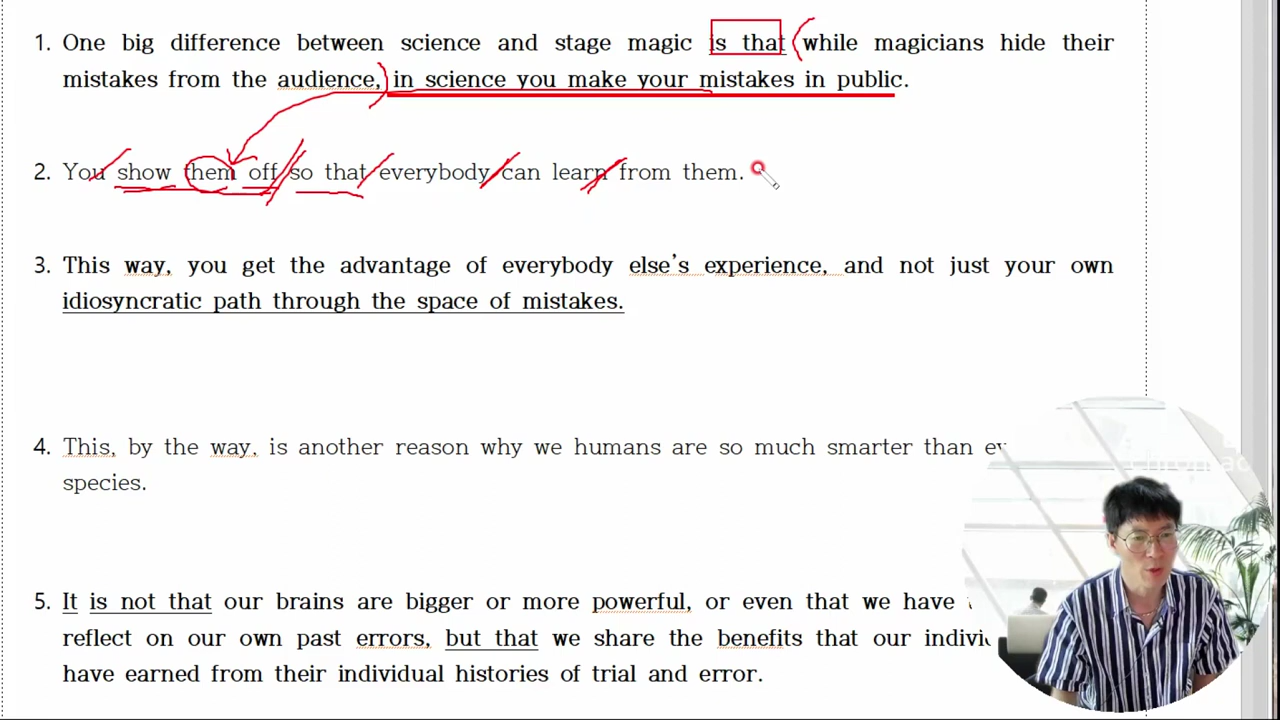 1. One big difference between science and stage magic is that while magicians hide their
mistakes from the audience, in science you make your mistakes in public.
2. You show them off so that everybody can learn from them.
3. This way, you get the advantage of everybody else's experience, and not just your own
idiosyncratic path through the space of mistakes.
4. This, by the way, is another reason why we humans are so much smarter than
species.
5. It is not that our brains are bigger or more powerful, or even that we have
reflect on our own past errors, but that we share the benefits that our
have earned from their individual histories of trial and error.